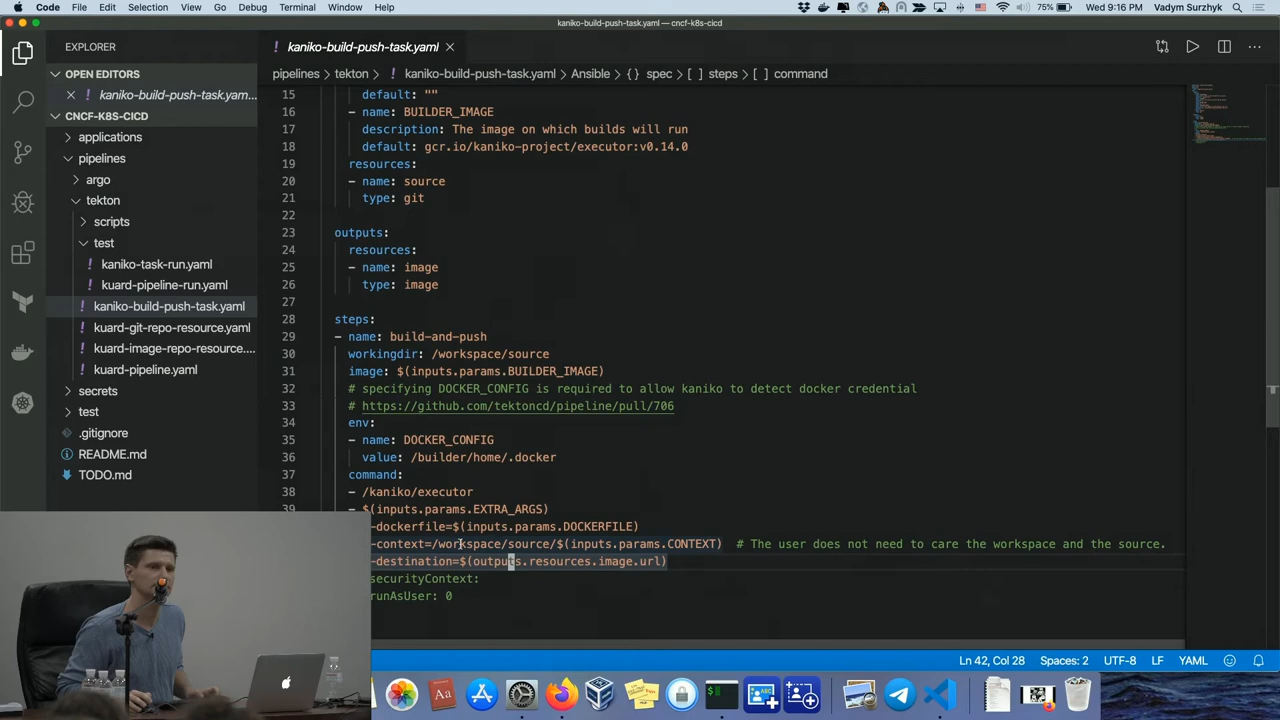 Code File Edit Selection View Go Debug Terminal Window Help 75% Wed 9:16 PM Vadym Surzhyk
kaniko-build-push-task.yaml — cncf-k8s-cicd
EXPLORER
OPEN EDITORS
kaniko-build-push-task.yam...
CNCF-K8S-CICD
applications
pipelines
argo
tekton
scripts
test
kaniko-task-run.yaml
kuard-pipeline-run.yaml
kaniko-build-push-task.yaml
kuard-git-repo-resource.yaml
kuard-image-repo-resource....
kuard-pipeline.yaml
secrets
test
.gitignore
README.md
TODO.md
kaniko-build-push-task.yaml
pipelines tekton kaniko-build-push-task.yaml Ansible {} spec [ ] steps [ ] command
15 default: ""
16 - name: BUILDER_IMAGE
17 description: The image on which builds will run
18 default: gcr.io/kaniko-project/executor:v0.14.0
19 resources:
20 - name: source
21 type: git
22
23 outputs:
24 resources:
25 - name: image
26 type: image
27
28 steps:
29 - name: build-and-push
30 workingdir: /workspace/source
31 image: $(inputs.params.BUILDER_IMAGE)
32 # specifying DOCKER_CONFIG is required to allow kaniko to detect docker credential
33 # https://github.com/tektoncd/pipeline/pull/706
34 env:
35 - name: DOCKER_CONFIG
36 value: /builder/home/.docker
37 command:
38 - /kaniko/executor
39 - $(inputs.params.EXTRA_ARGS)
-dockerfile=$(inputs.params.DOCKERFILE)
-context=/workspace/source/$(inputs.params.CONTEXT) # The user does not need to care the workspace and the source.
-destination=$(outputs.resources.image.url)
securityContext:
runAsUser: 0
Ln 42, Col 28 Spaces: 2 UTF-8 LF YAML